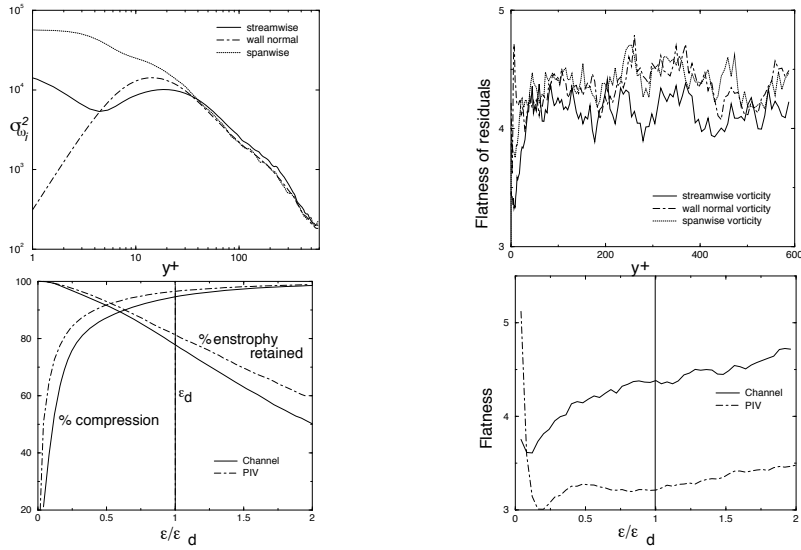 10^5
10^4
10^3
10^2
σ²_ωi
1
10
100
y+
streamwise
wall normal
spanwise
5
4
3
Flatness of residuals
0
200
400
600
y+
streamwise vorticity
wall normal vorticity
spanwise vorticity
100
80
60
40
20
0
0.5
1
1.5
2
ε/ε_d
% enstrophy
retained
ε_d
% compression
Channel
PIV
5
4
3
Flatness
0
0.5
1
1.5
2
ε/ε_d
Channel
PIV